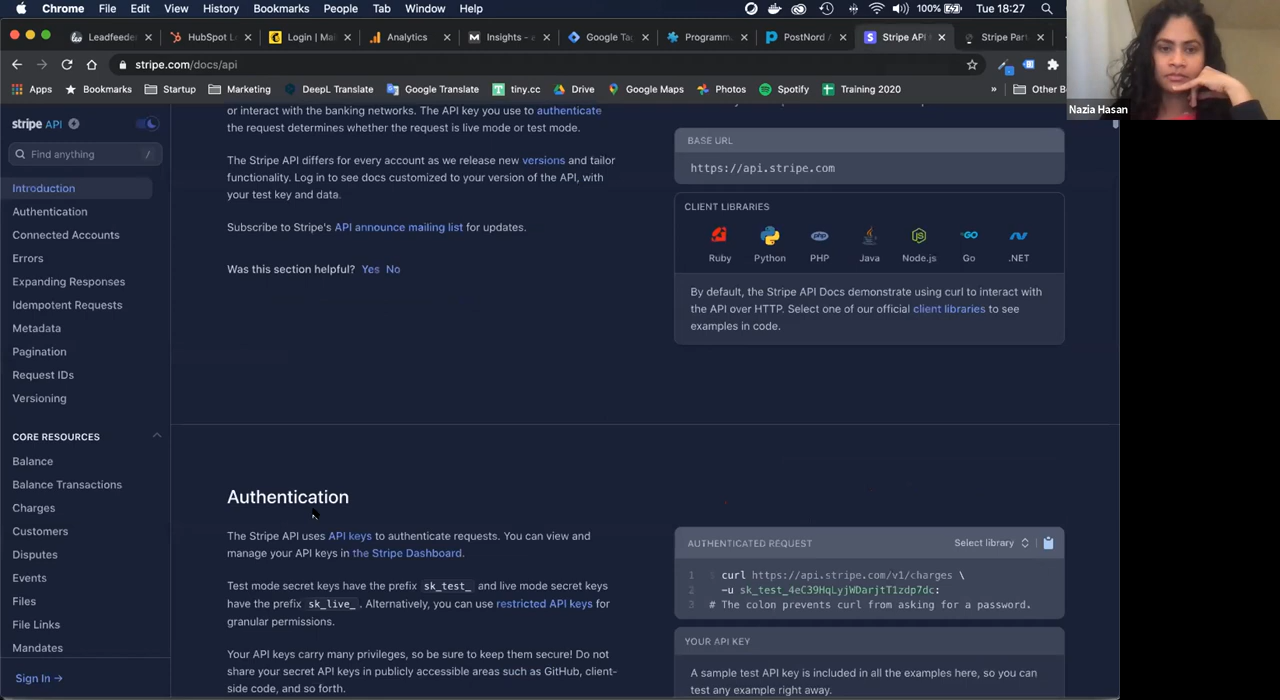 Chrome File Edit View History Bookmarks People Tab Window Help 100% Tue 18:27
Leadfeed HubSpot L Login | Ma Analytics Insights - Google Ta Programm PostNord / Stripe API Stripe Par
stripe.com/docs/api
Apps Bookmarks Startup Marketing DeepL Translate Google Translate tiny.cc Drive Google Maps Photos Spotify Training 2020 » Other B
Nazia Hasan
stripe API
Find anything /
Introduction
Authentication
Connected Accounts
Errors
Expanding Responses
Idempotent Requests
Metadata
Pagination
Request IDs
Versioning
CORE RESOURCES
Balance
Balance Transactions
Charges
Customers
Disputes
Events
Files
File Links
Mandates
Sign In →
or interact with the banking networks. The API key you use to authenticate
the request determines whether the request is live mode or test mode.
The Stripe API differs for every account as we release new versions and tailor
functionality. Log in to see docs customized to your version of the API, with
your test key and data.
Subscribe to Stripe's API announce mailing list for updates.
Was this section helpful? Yes No
BASE URL
https://api.stripe.com
CLIENT LIBRARIES
php GO
Ruby Python PHP Java Node.js Go .NET
By default, the Stripe API Docs demonstrate using curl to interact with
the API over HTTP. Select one of our official client libraries to see
examples in code.
Authentication
The Stripe API uses API keys to authenticate requests. You can view and
manage your API keys in the Stripe Dashboard.
Test mode secret keys have the prefix sk_test_ and live mode secret keys
have the prefix sk_live_. Alternatively, you can use restricted API keys for
granular permissions.
Your API keys carry many privileges, so be sure to keep them secure! Do not
share your secret API keys in publicly accessible areas such as GitHub, client-
side code, and so forth.
AUTHENTICATED REQUEST Select library
1 curl https://api.stripe.com/v1/charges \
2 -u sk_test_4eC39HqLyjWDarjtT1zdp7dc:
3 # The colon prevents curl from asking for a password.
YOUR API KEY
A sample test API key is included in all the examples here, so you can
test any example right away.